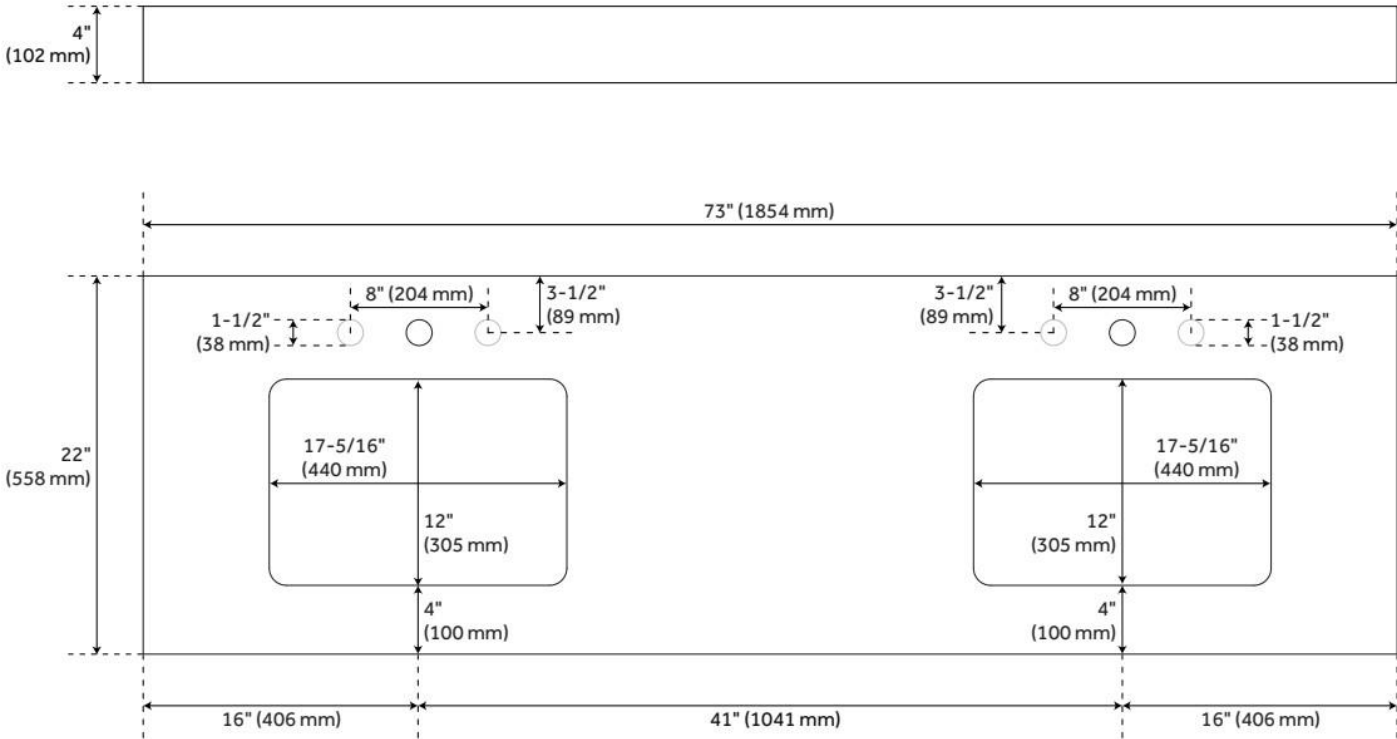 4"
(102 mm)
73" (1854 mm)
8" (204 mm)
3-1/2"
(89 mm)
3-1/2"
(89 mm)
8" (204 mm)
1-1/2"
(38 mm)
1-1/2"
(38 mm)
22"
(558 mm)
17-5/16"
(440 mm)
17-5/16"
(440 mm)
12"
(305 mm)
12"
(305 mm)
4"
(100 mm)
4"
(100 mm)
16" (406 mm)
41" (1041 mm)
16" (406 mm)